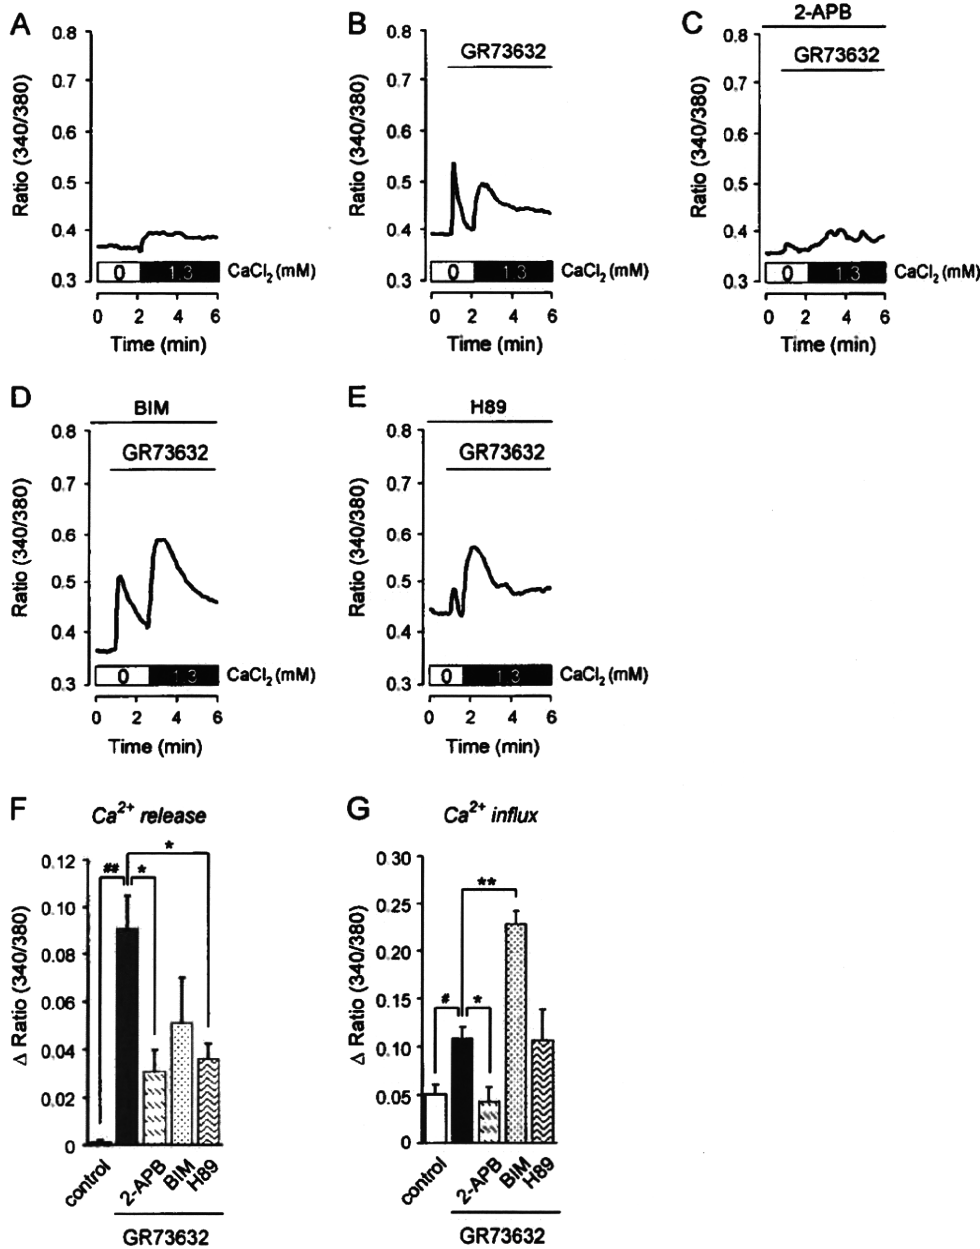 A
0.8
0.7
0.6
0.5
0.4
0.3
Ratio (340/380)
0
1.3
CaCl2 (mM)
0 2 4 6
Time (min)
B
GR73632
0.8
0.7
0.6
0.5
0.4
0.3
Ratio (340/380)
0
1.3
CaCl2 (mM)
0 2 4 6
Time (min)
C
2-APB
GR73632
0.8
0.7
0.6
0.5
0.4
0.3
Ratio (340/380)
0
1.3
CaCl2 (mM)
0 2 4 6
Time (min)
D
BIM
GR73632
0.8
0.7
0.6
0.5
0.4
0.3
Ratio (340/380)
0
1.3
CaCl2 (mM)
0 2 4 6
Time (min)
E
H89
GR73632
0.8
0.7
0.6
0.5
0.4
0.3
Ratio (340/380)
0
1.3
CaCl2 (mM)
0 2 4 6
Time (min)
F
Ca2+ release
0.12
0.10
0.08
0.06
0.04
0.02
0
Δ Ratio (340/380)
##
*
*
control
2-APB
BIM
H89
GR73632
G
Ca2+ influx
0.30
0.25
0.20
0.15
0.10
0.05
0
Δ Ratio (340/380)
#
*
**
control
2-APB
BIM
H89
GR73632